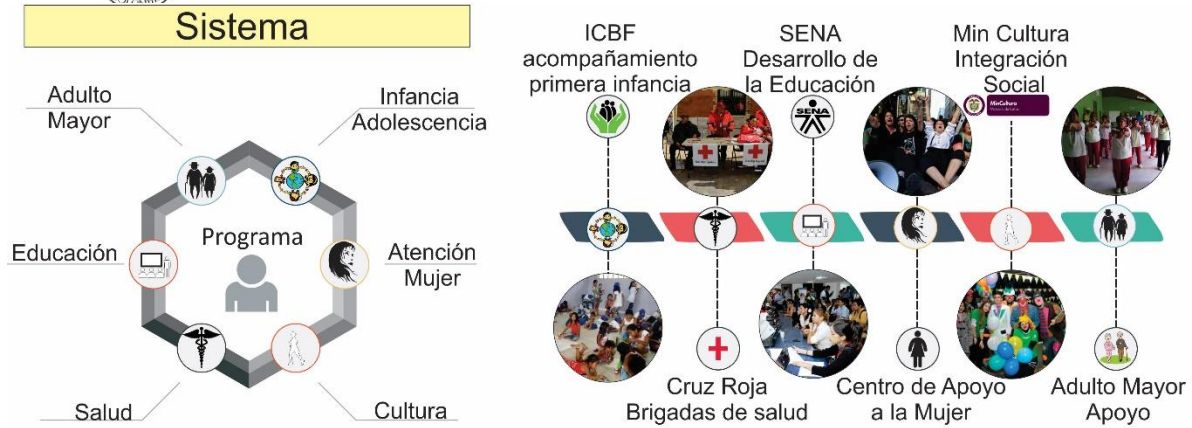 Sistema
Adulto
Mayor
Infancia
Adolescencia
Educación
Programa
Atención
Mujer
Salud
Cultura
ICBF
acompañamiento
primera infancia
SENA
Desarrollo de
la Educación
Min Cultura
Integración
Social
SENA
MinCultura
Cruz Roja
Brigadas de salud
Centro de Apoyo
a la Mujer
Adulto Mayor
Apoyo